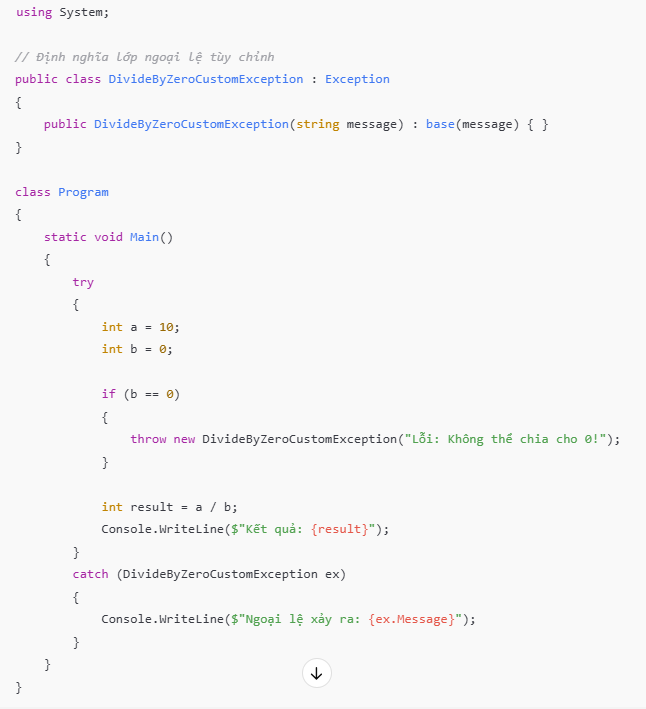 using System;

// Định nghĩa lớp ngoại lệ tùy chỉnh
public class DivideByZeroCustomException : Exception
{
    public DivideByZeroCustomException(string message) : base(message) { }
}

class Program
{
    static void Main()
    {
        try
        {
            int a = 10;
            int b = 0;

            if (b == 0)
            {
                throw new DivideByZeroCustomException("Lỗi: Không thể chia cho 0!");
            }

            int result = a / b;
            Console.WriteLine($"Kết quả: {result}");
        }
        catch (DivideByZeroCustomException ex)
        {
            Console.WriteLine($"Ngoại lệ xảy ra: {ex.Message}");
        }
    }
}